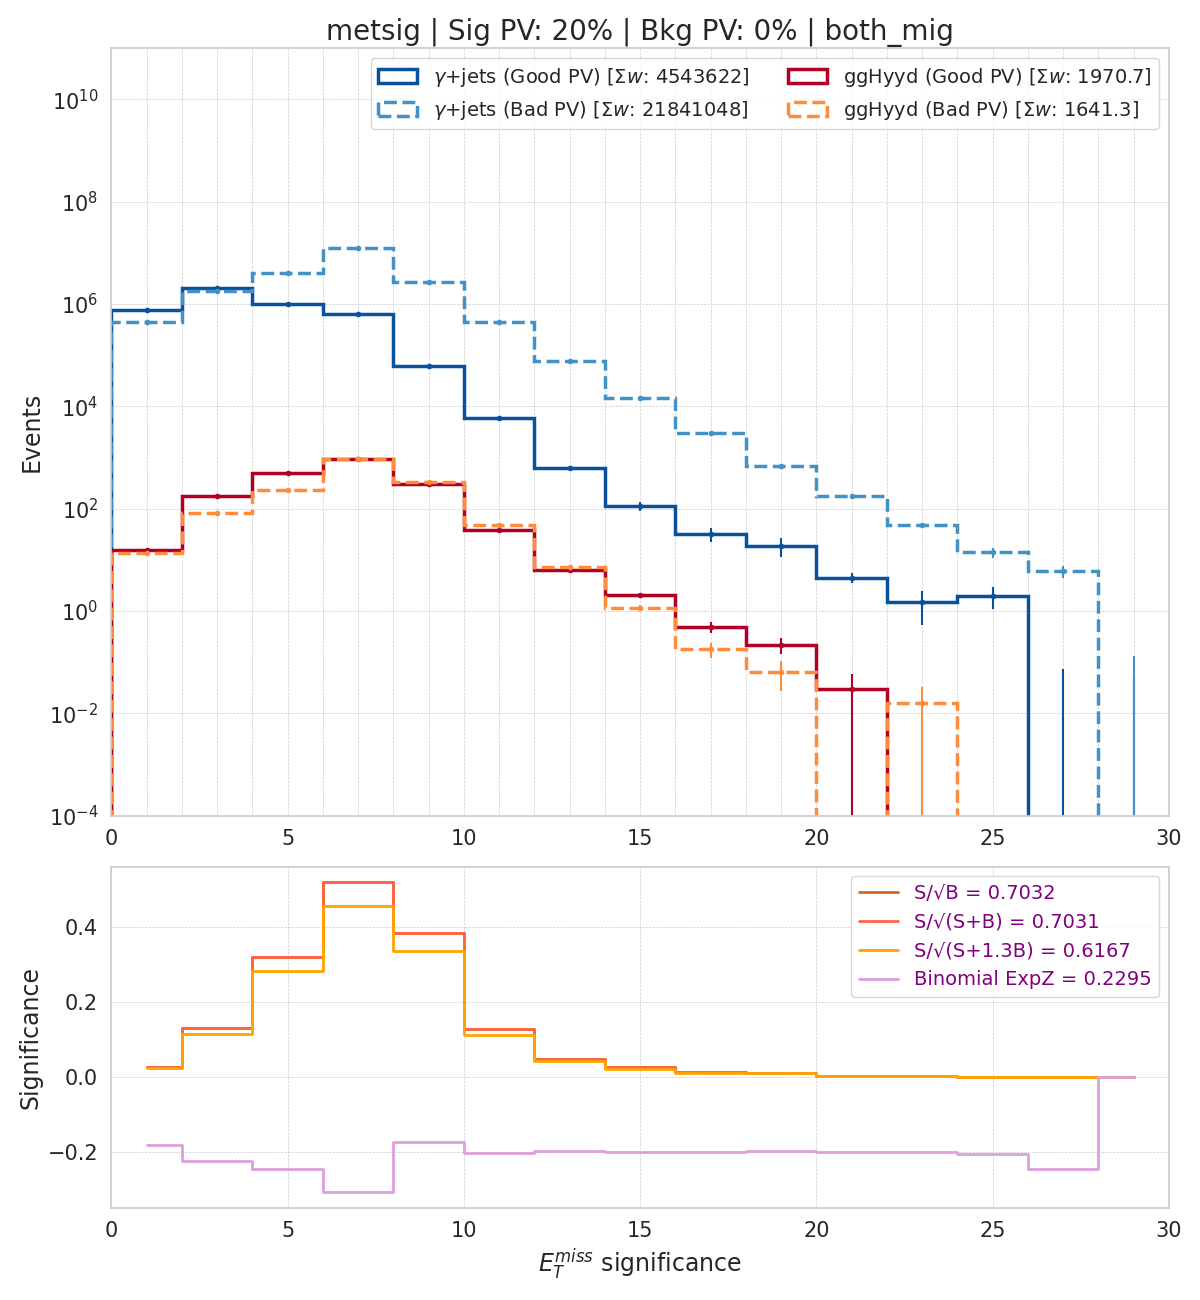 metsig | Sig PV: 20% | Bkg PV: 0% | both_mig
γ+jets (Good PV) [Σw: 4543622]
γ+jets (Bad PV) [Σw: 21841048]
ggHyyd (Good PV) [Σw: 1970.7]
ggHyyd (Bad PV) [Σw: 1641.3]
Events
10^10
10^8
10^6
10^4
10^2
10^0
10^−2
10^−4
0 5 10 15 20 25 30
S/√B = 0.7032
S/√(S+B) = 0.7031
S/√(S+1.3B) = 0.6167
Binomial ExpZ = 0.2295
Significance
0.4
0.2
0.0
−0.2
0 5 10 15 20 25 30
E_T^miss significance